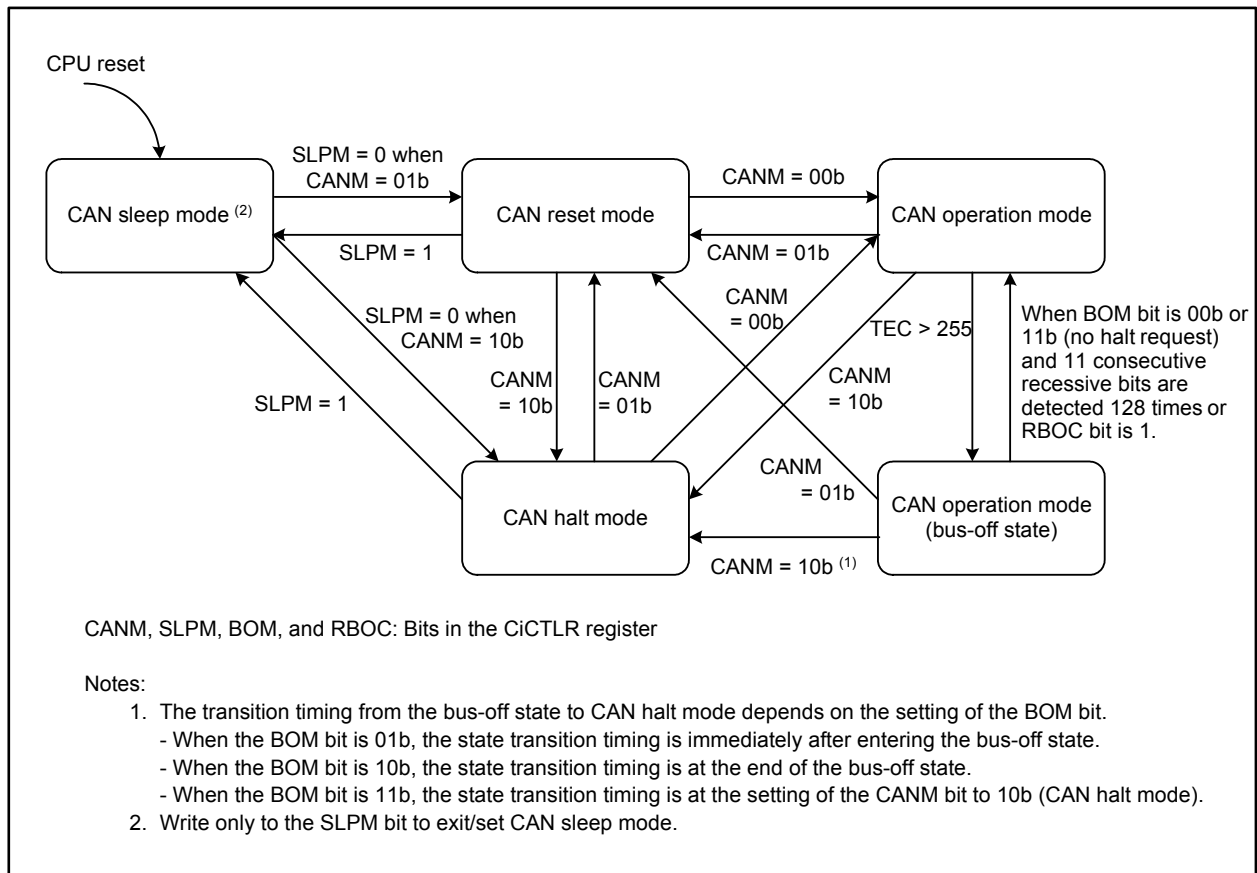 CPU reset
SLPM = 0 when
CANM = 01b
CAN sleep mode (2)
SLPM = 1
CAN reset mode
CANM = 00b
CANM = 01b
CAN operation mode
SLPM = 0 when
CANM = 10b
SLPM = 1
CANM
= 10b
CANM
= 01b
CANM
= 00b
TEC > 255
CANM
= 10b
When BOM bit is 00b or
11b (no halt request)
and 11 consecutive
recessive bits are
detected 128 times or
RBOC bit is 1.
CANM
= 01b
CAN halt mode
CANM = 10b (1)
CAN operation mode
(bus-off state)
CANM, SLPM, BOM, and RBOC: Bits in the CiCTLR register
Notes:
1. The transition timing from the bus-off state to CAN halt mode depends on the setting of the BOM bit.
- When the BOM bit is 01b, the state transition timing is immediately after entering the bus-off state.
- When the BOM bit is 10b, the state transition timing is at the end of the bus-off state.
- When the BOM bit is 11b, the state transition timing is at the setting of the CANM bit to 10b (CAN halt mode).
2. Write only to the SLPM bit to exit/set CAN sleep mode.